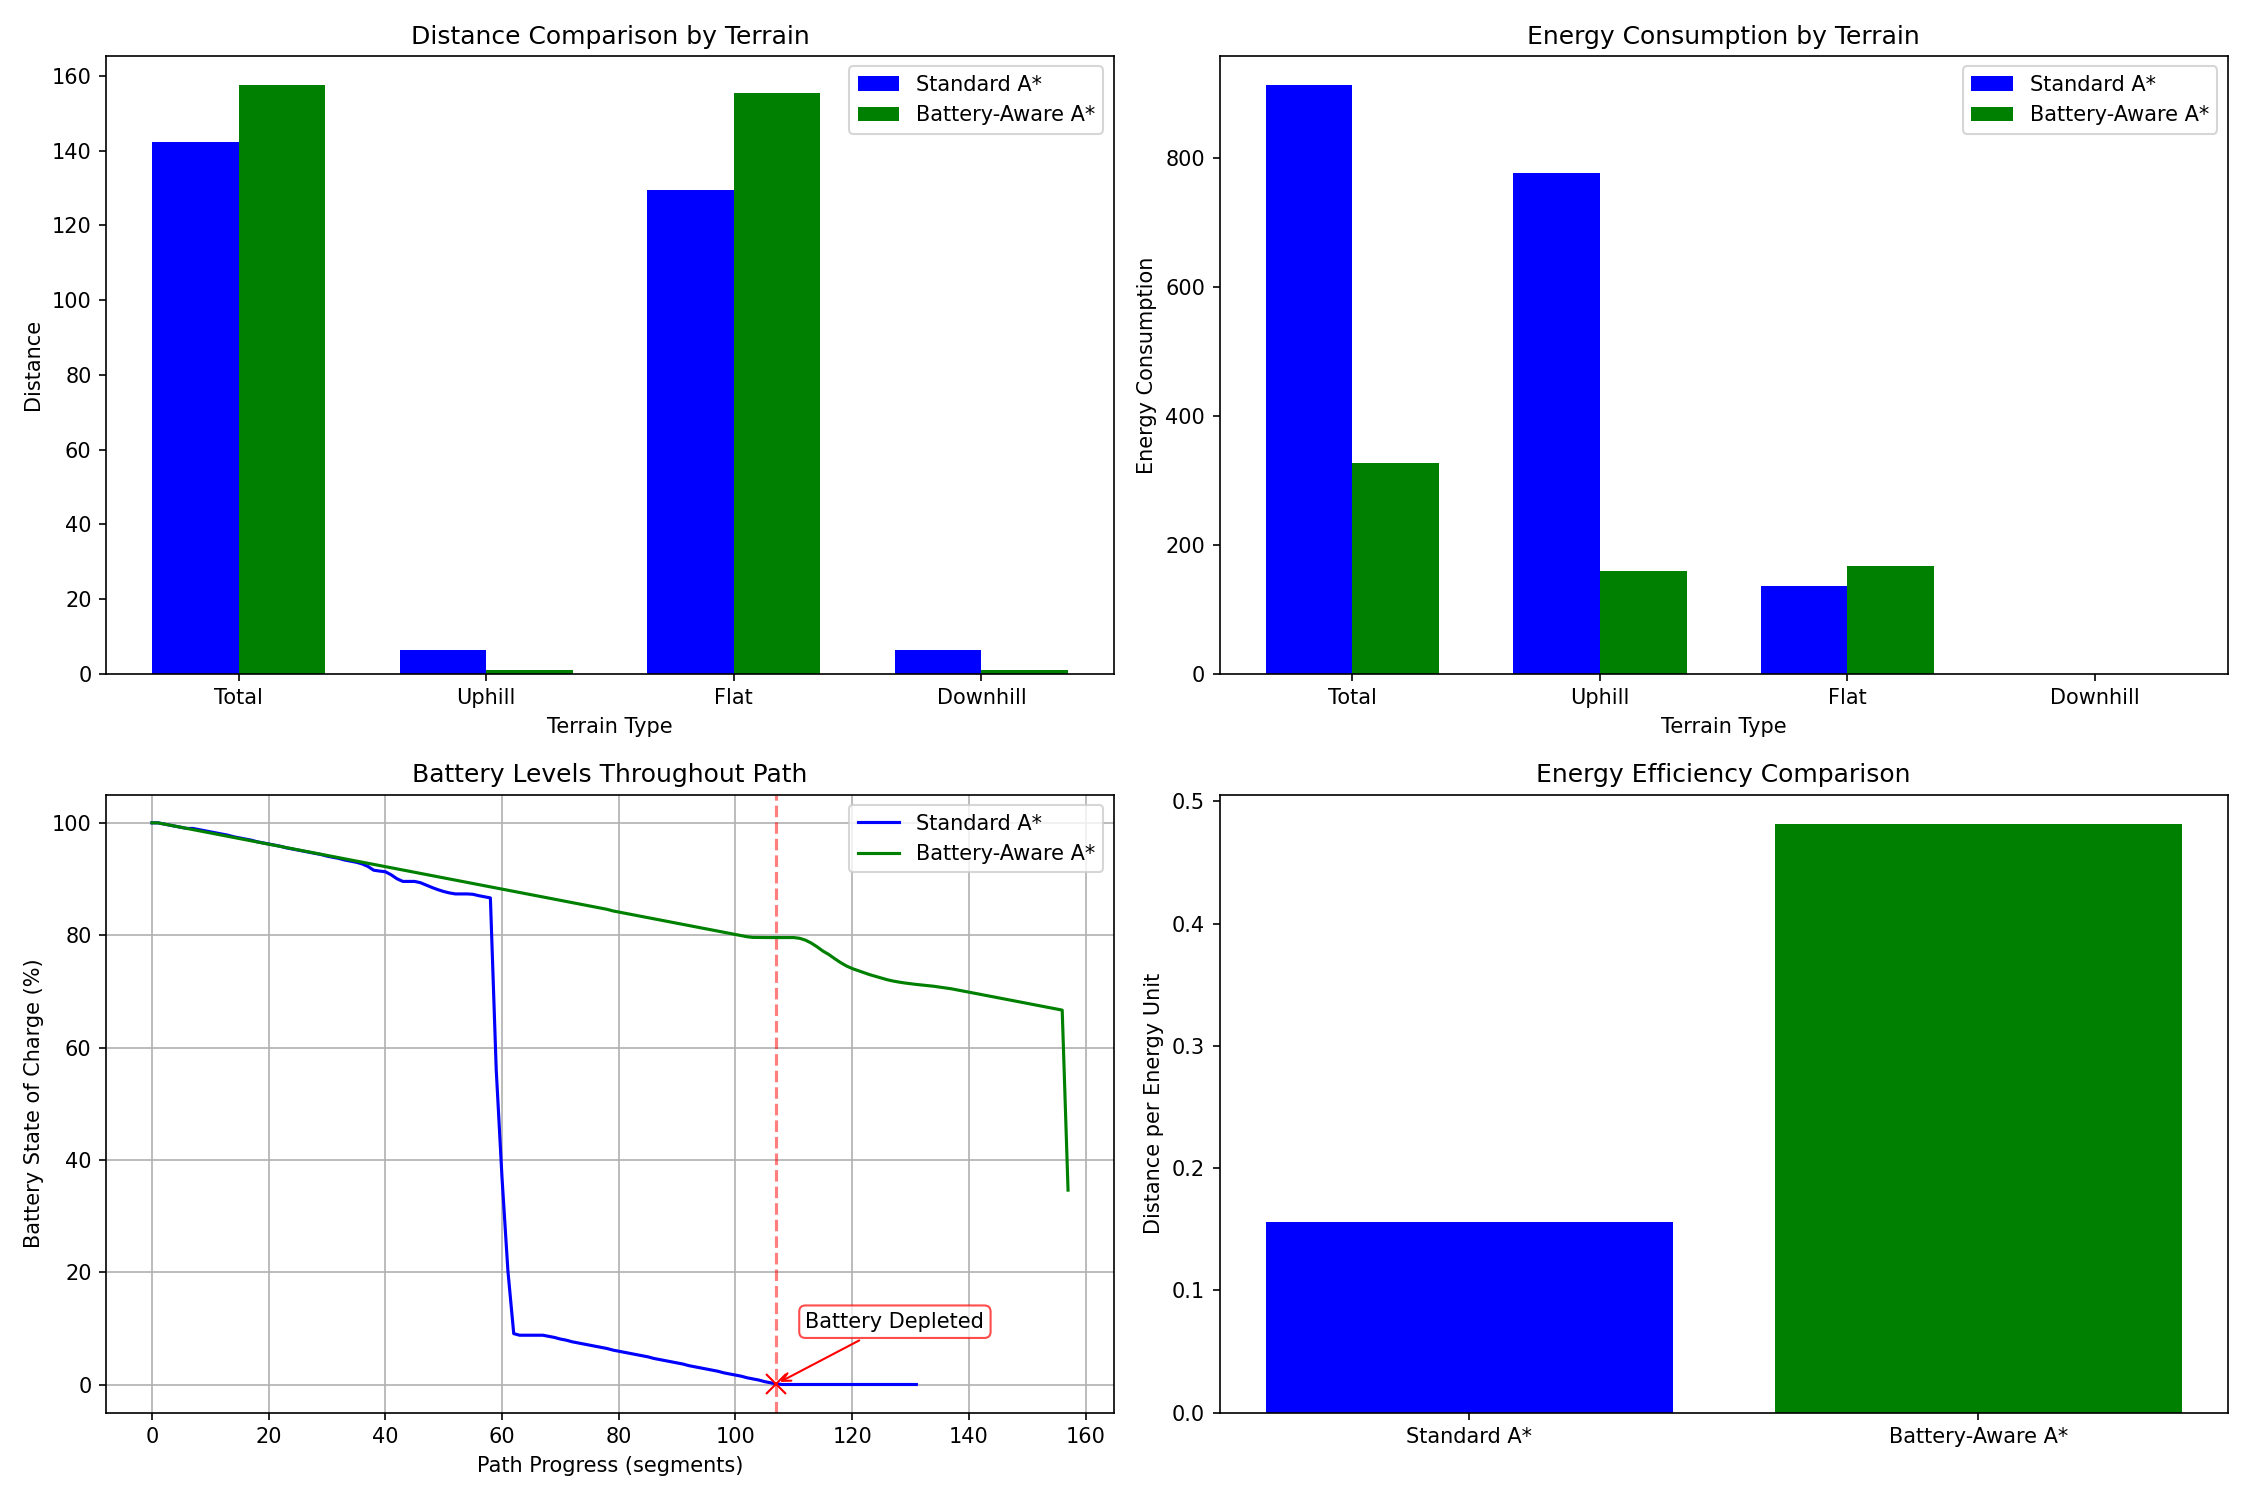 Distance Comparison by Terrain
Distance
160
140
120
100
80
60
40
20
0
Standard A*
Battery-Aware A*
Total
Uphill
Flat
Downhill
Terrain Type
Energy Consumption by Terrain
Energy Consumption
800
600
400
200
0
Standard A*
Battery-Aware A*
Total
Uphill
Flat
Downhill
Terrain Type
Battery Levels Throughout Path
Battery State of Charge (%)
100
80
60
40
20
0
Standard A*
Battery-Aware A*
Battery Depleted
0
20
40
60
80
100
120
140
160
Path Progress (segments)
Energy Efficiency Comparison
Distance per Energy Unit
0.5
0.4
0.3
0.2
0.1
0.0
Standard A*
Battery-Aware A*